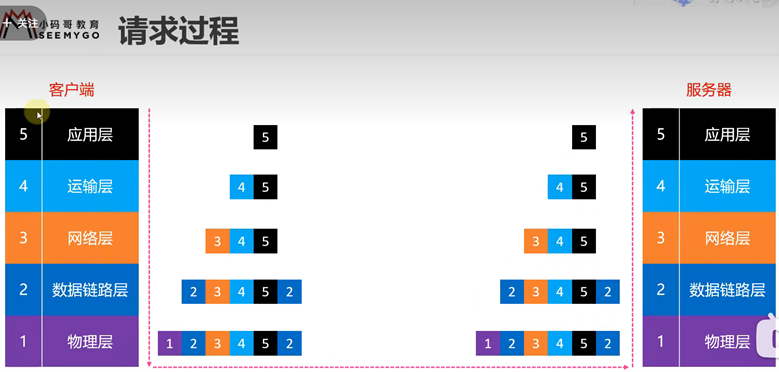 + 关注
小码哥教育
SEEMYGO
请求过程
客户端
服务器
5 应用层 5 5 5 应用层
4 运输层 4 5 4 5 4 运输层
3 网络层 3 4 5 3 4 5 3 网络层
2 数据链路层 2 3 4 5 2 2 3 4 5 2 2 数据链路层
1 物理层 1 2 3 4 5 2 1 2 3 4 5 2 1 物理层